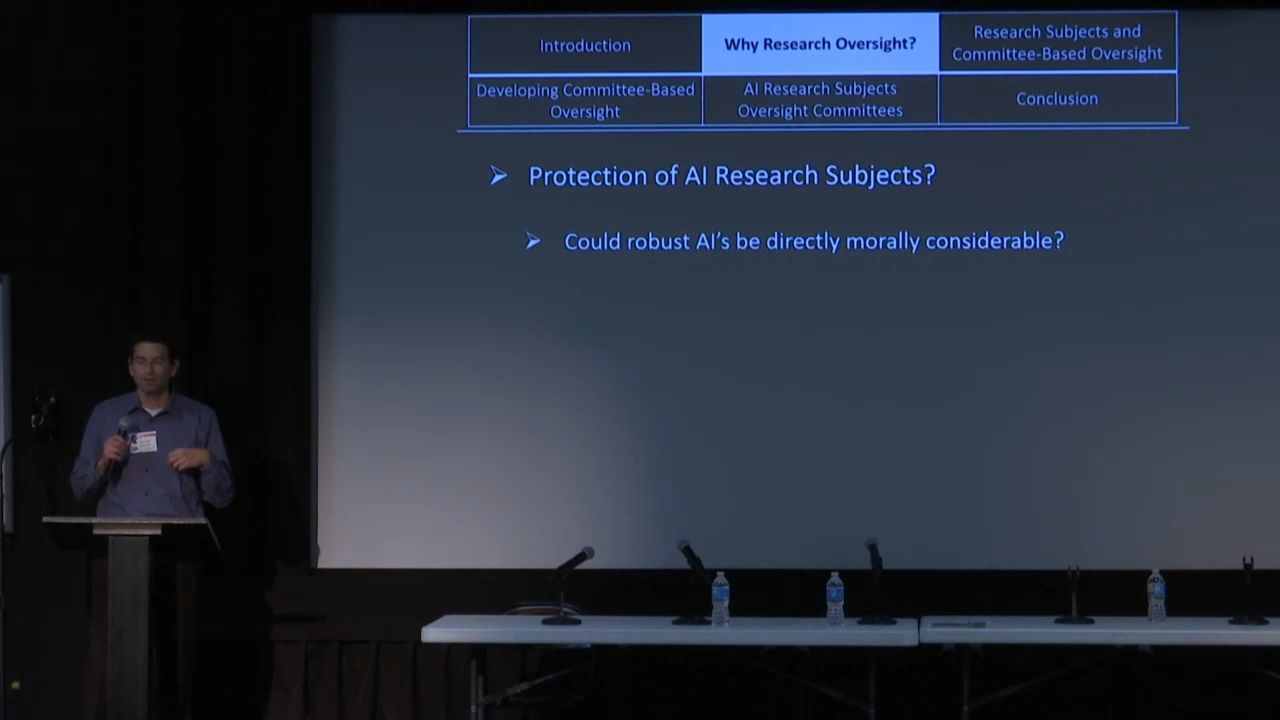 Introduction
Why Research Oversight?
Research Subjects and
Committee-Based Oversight
Developing Committee-Based
Oversight
AI Research Subjects
Oversight Committees
Conclusion
Protection of AI Research Subjects?
Could robust AI's be directly morally considerable?